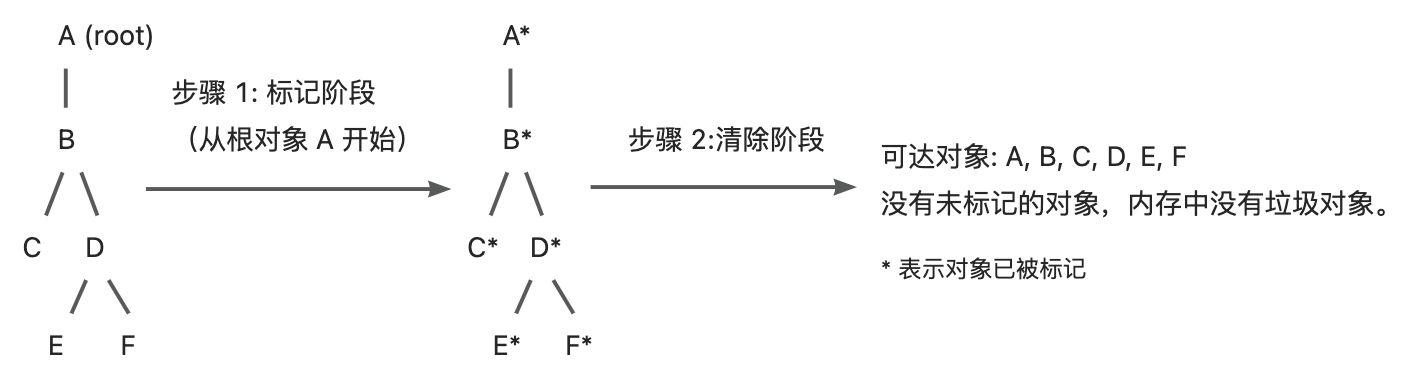 A (root)
B
C
D
E
F
步骤 1: 标记阶段
（从根对象 A 开始）
A*
B*
C*
D*
E*
F*
步骤 2:清除阶段
可达对象: A, B, C, D, E, F
没有未标记的对象，内存中没有垃圾对象。
* 表示对象已被标记